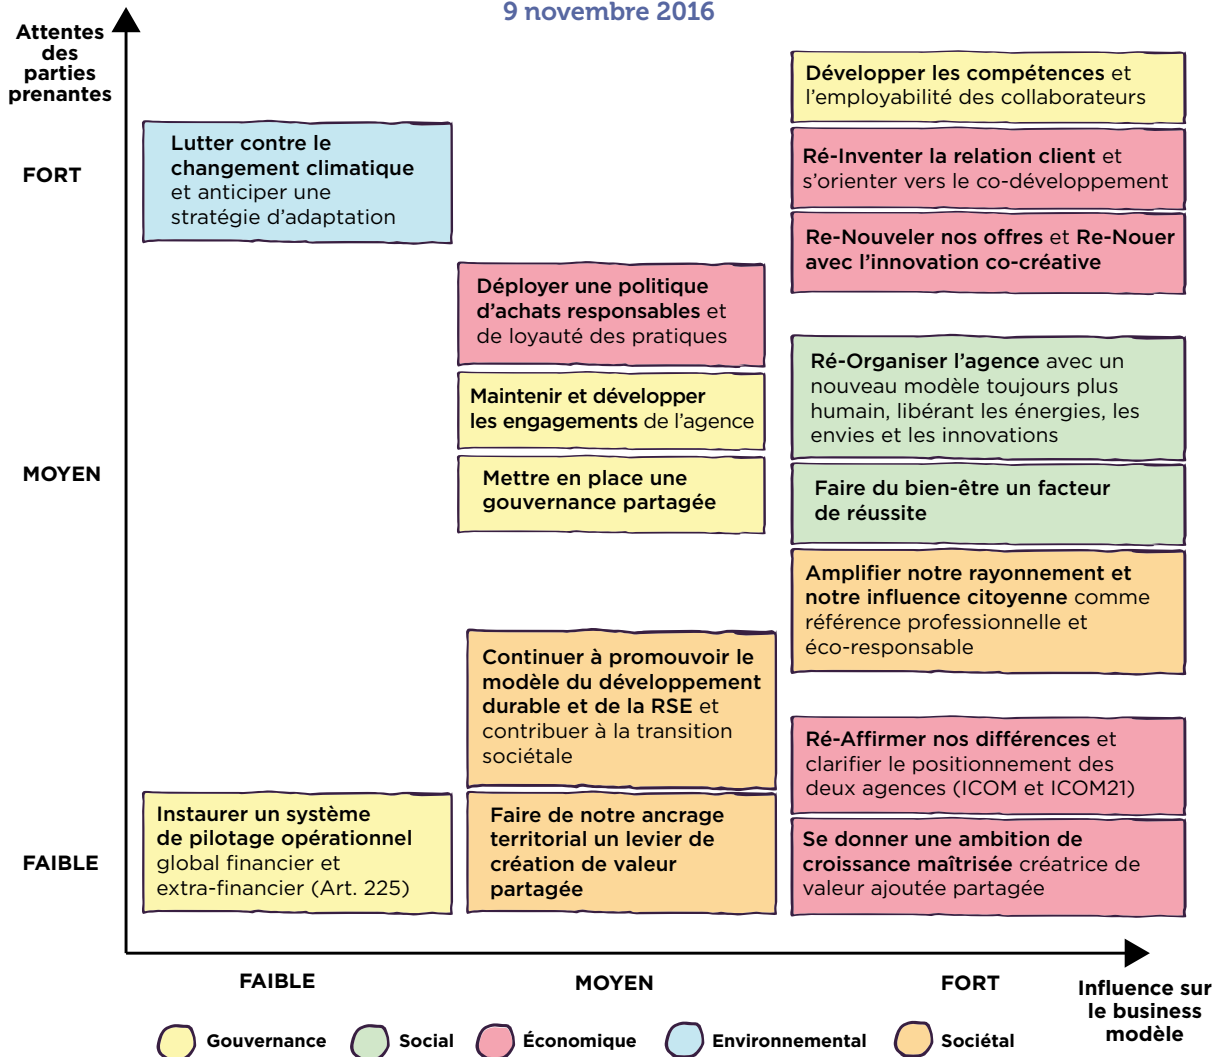 9 novembre 2016
Attentes
des
parties
prenantes
FORT
MOYEN
FAIBLE
Lutter contre le
changement climatique
et anticiper une
stratégie d'adaptation
Développer les compétences et
l'employabilité des collaborateurs
Ré-Inventer la relation client et
s'orienter vers le co-développement
Re-Nouveler nos offres et Re-Nouer
avec l'innovation co-créative
Déployer une politique
d'achats responsables et
de loyauté des pratiques
Maintenir et développer
les engagements de l'agence
Mettre en place une
gouvernance partagée
Ré-Organiser l'agence avec un
nouveau modèle toujours plus
humain, libérant les énergies, les
envies et les innovations
Faire du bien-être un facteur
de réussite
Amplifier notre rayonnement et
notre influence citoyenne comme
référence professionnelle et
éco-responsable
Continuer à promouvoir le
modèle du développement
durable et de la RSE et
contribuer à la transition
sociétale
Ré-Affirmer nos différences et
clarifier le positionnement des
deux agences (ICOM et ICOM21)
Instaurer un système
de pilotage opérationnel
global financier et
extra-financier (Art. 225)
Faire de notre ancrage
territorial un levier de
création de valeur
partagée
Se donner une ambition de
croissance maîtrisée créatrice de
valeur ajoutée partagée
FAIBLE
MOYEN
FORT
Influence sur
le business
modèle
Gouvernance
Social
Économique
Environnemental
Sociétal